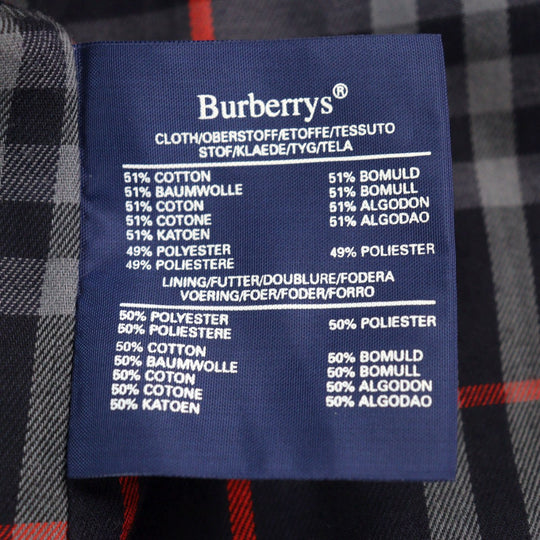 Burberrys®
CLOTH/OBERSTOFF/ETOFFE/TESSUTO
STOF/KLAEDE/TYG/TELA
51% COTTON 51% BOMULD
51% BAUMWOLLE 51% BOMULL
51% COTON 51% ALGODON
51% COTONE 51% ALGODAO
51% KATOEN
49% POLYESTER 49% POLIESTER
49% POLIESTERE
LINING/FUTTER/DOUBLURE/FODERA
VOERING/FOER/FODER/FORRO
50% POLYESTER 50% POLIESTER
50% POLIESTERE
50% COTTON 50% BOMULD
50% BAUMWOLLE 50% BOMULL
50% COTON 50% ALGODON
50% COTONE 50% ALGODAO
50% KATOEN